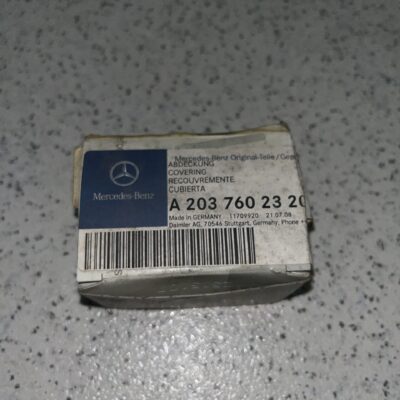 Mercedes-Benz Original-Teile / Genu
ABDECKUNG
COVERING
RECOUVREMENTE
CUBIERTA
Mercedes-Benz
A 203 760 23 20
Made in GERMANY 11709920 21.07.08
Daimler AG, 70546 Stuttgart, Germany, Phone +